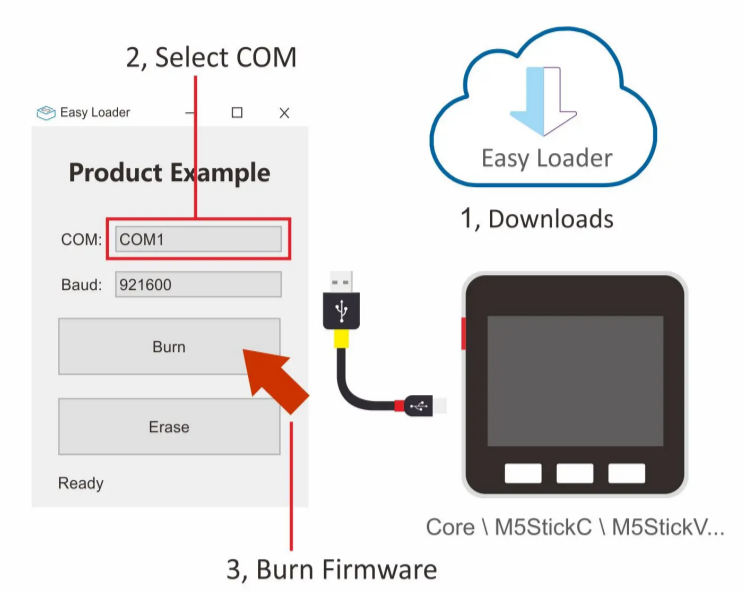 2, Select COM
Easy Loader
Product Example
COM: COM1
Baud: 921600
Burn
Erase
Ready
3, Burn Firmware
Easy Loader
1, Downloads
Core \ M5StickC \ M5StickV...